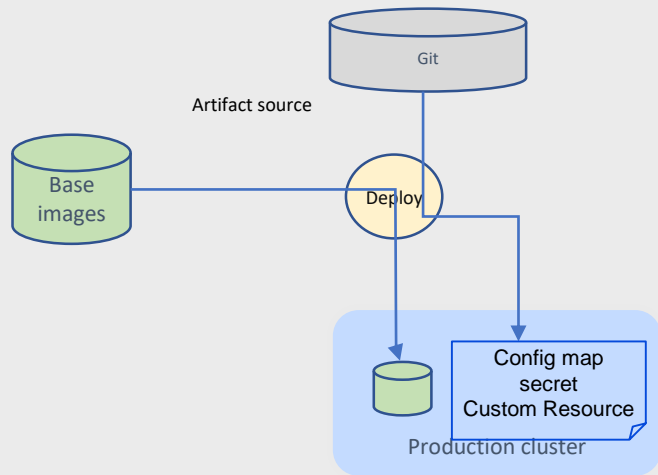 Git
Artifact source
Base
images
Deploy
Config map
secret
Custom Resource
Production cluster